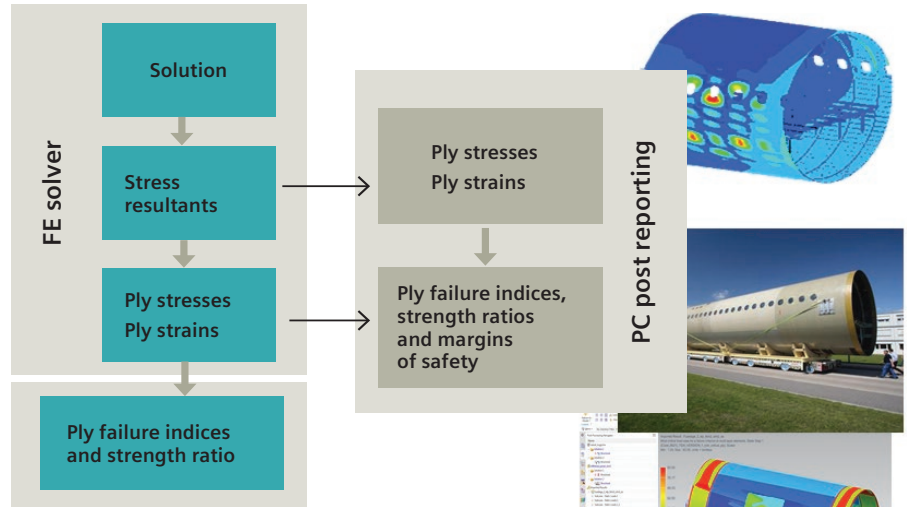 FE solver
Solution
Stress
resultants
Ply stresses
Ply strains
Ply failure indices
and strength ratio
Ply stresses
Ply strains
Ply failure indices,
strength ratios
and margins
of safety
PC post reporting